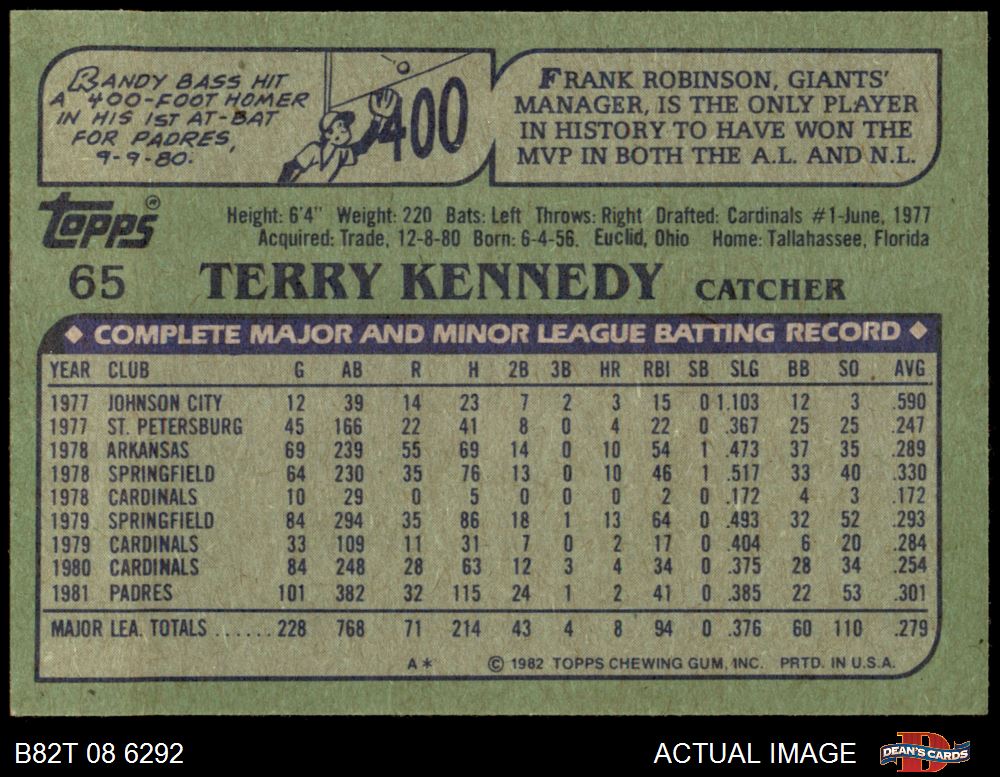 RANDY BASS HIT
A 400-FOOT HOMER
IN HIS 1ST AT-BAT
FOR PADRES,
9-9-80.
400
FRANK ROBINSON, GIANTS'
MANAGER, IS THE ONLY PLAYER
IN HISTORY TO HAVE WON THE
MVP IN BOTH THE A.L. AND N.L.
TOPPS®
Height: 6'4" Weight: 220 Bats: Left Throws: Right Drafted: Cardinals #1-June, 1977
Acquired: Trade, 12-8-80 Born: 6-4-56. Euclid, Ohio Home: Tallahassee, Florida
65 TERRY KENNEDY CATCHER
◆ COMPLETE MAJOR AND MINOR LEAGUE BATTING RECORD ◆
YEAR CLUB G AB R H 2B 3B HR RBI SB SLG BB SO AVG
1977 JOHNSON CITY 12 39 14 23 7 2 3 15 0 1.103 12 3 .590
1977 ST. PETERSBURG 45 166 22 41 8 0 4 22 0 .367 25 25 .247
1978 ARKANSAS 69 239 55 69 14 0 10 54 1 .473 37 35 .289
1978 SPRINGFIELD 64 230 35 76 13 0 10 46 1 .517 33 40 .330
1978 CARDINALS 10 29 0 5 0 0 0 2 0 .172 4 3 .172
1979 SPRINGFIELD 84 294 35 86 18 1 13 64 0 .493 32 52 .293
1979 CARDINALS 33 109 11 31 7 0 2 17 0 .404 6 20 .284
1980 CARDINALS 84 248 28 63 12 3 4 34 0 .375 28 34 .254
1981 PADRES 101 382 32 115 24 1 2 41 0 .385 22 53 .301
MAJOR LEA. TOTALS ...... 228 768 71 214 43 4 8 94 0 .376 60 110 .279
A* © 1982 TOPPS CHEWING GUM, INC. PRTD. IN U.S.A.
B82T 08 6292 ACTUAL IMAGE DEAN'S CARDS